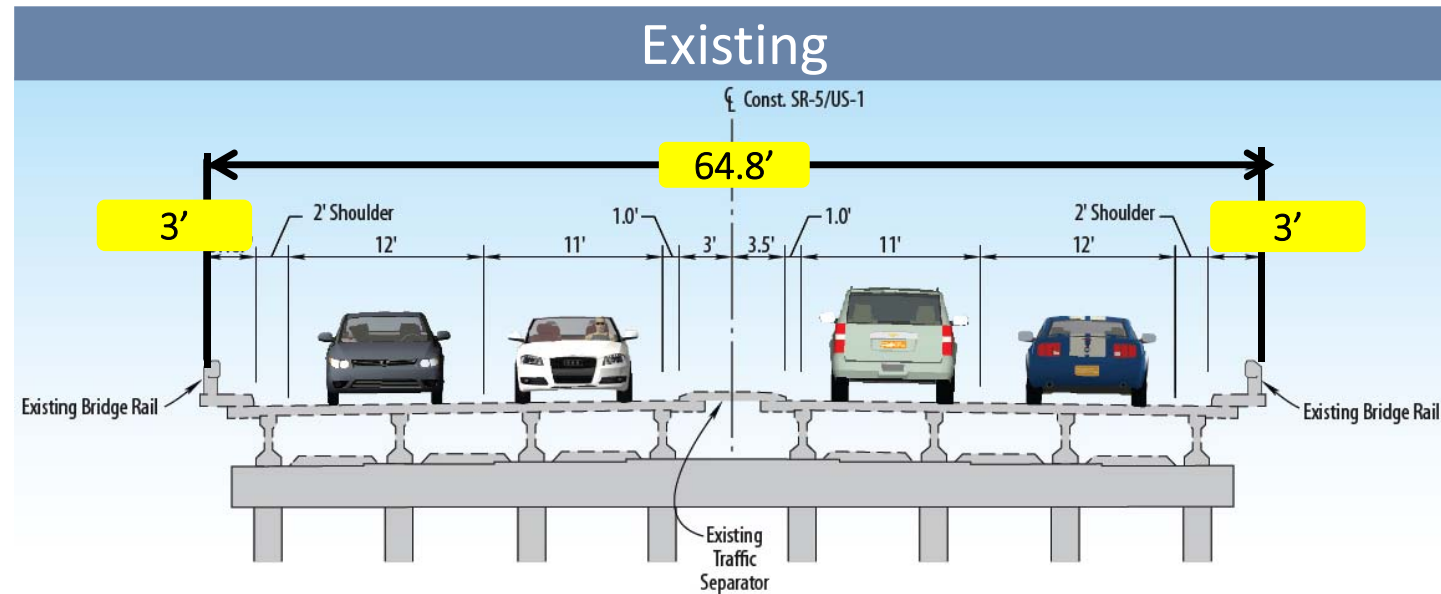 Existing
℄ Const. SR-5/US-1
64.8’
3’
2' Shoulder
1.0'
1.0'
2' Shoulder
3’
12'
11'
3'
3.5'
11'
12'
Existing Bridge Rail
Existing Bridge Rail
Existing
Traffic
Separator